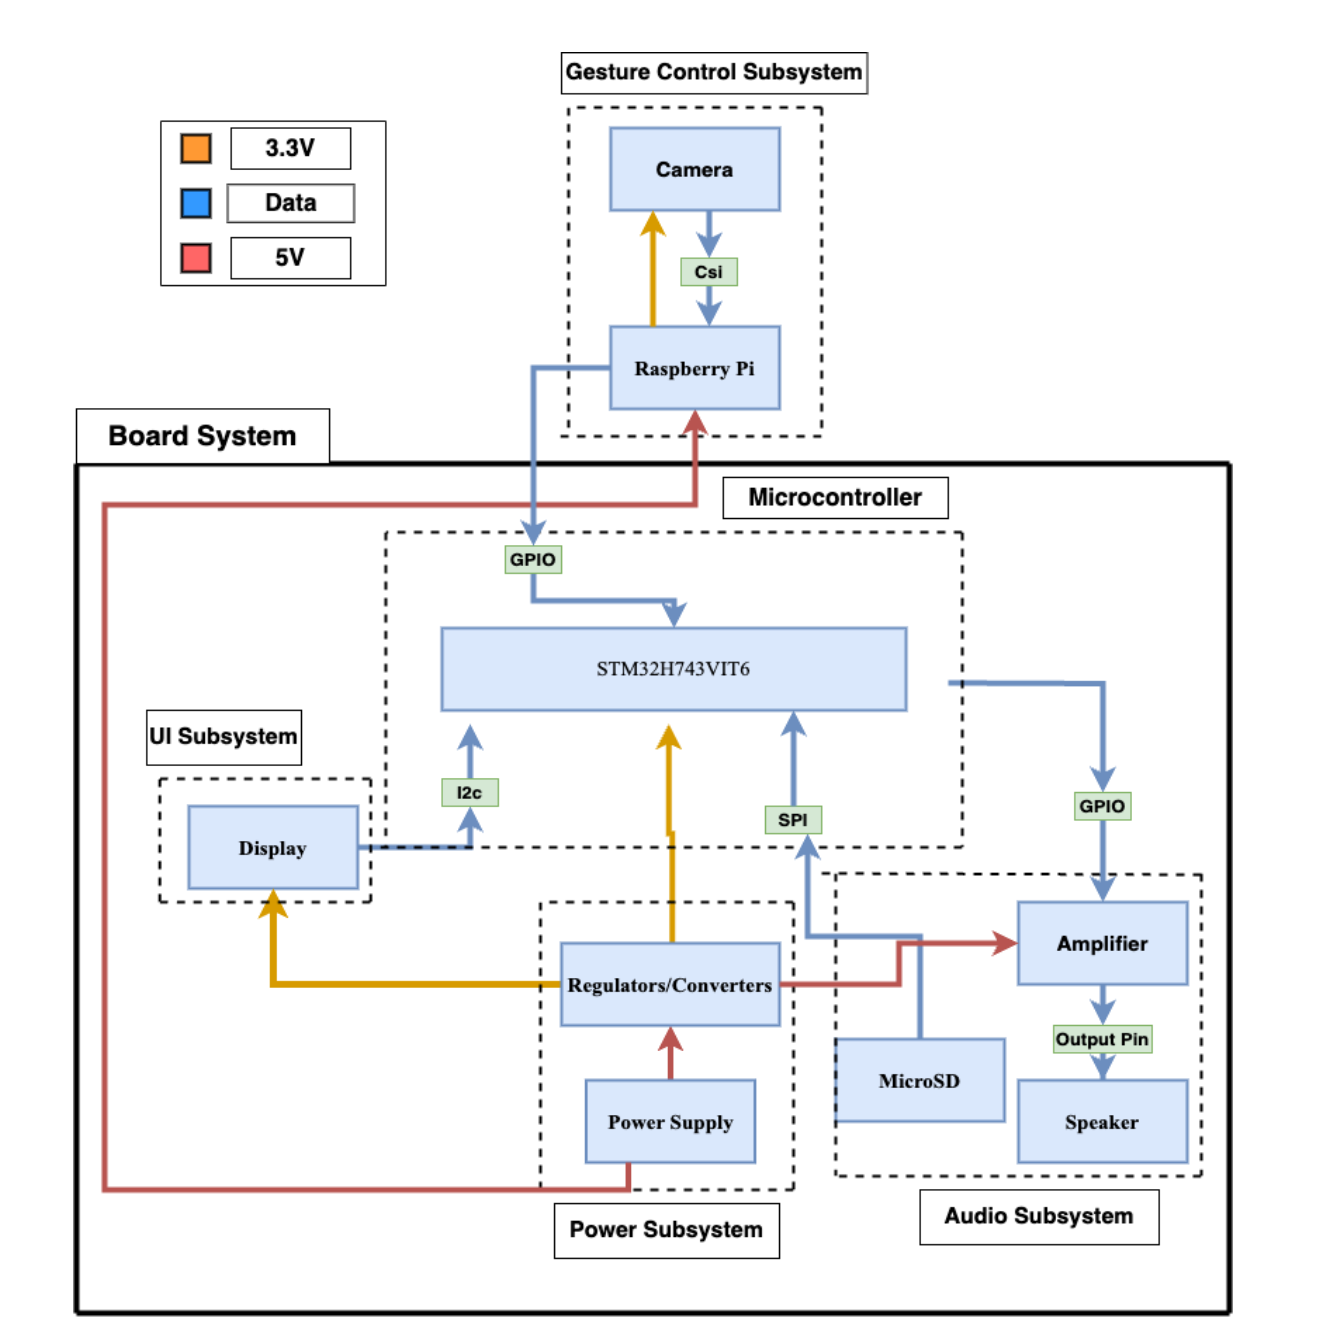 Gesture Control Subsystem
3.3V
Data
5V
Camera
Csi
Raspberry Pi
Board System
Microcontroller
GPIO
STM32H743VIT6
UI Subsystem
I2c
SPI
GPIO
Display
Amplifier
Regulators/Converters
Output Pin
MicroSD
Power Supply
Speaker
Audio Subsystem
Power Subsystem